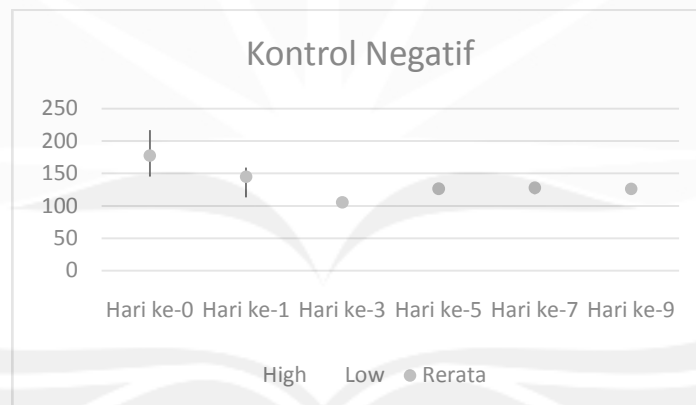 Kontrol Negatif
250
200
150
100
50
0
Hari ke-0 Hari ke-1 Hari ke-3 Hari ke-5 Hari ke-7 Hari ke-9
High Low Rerata